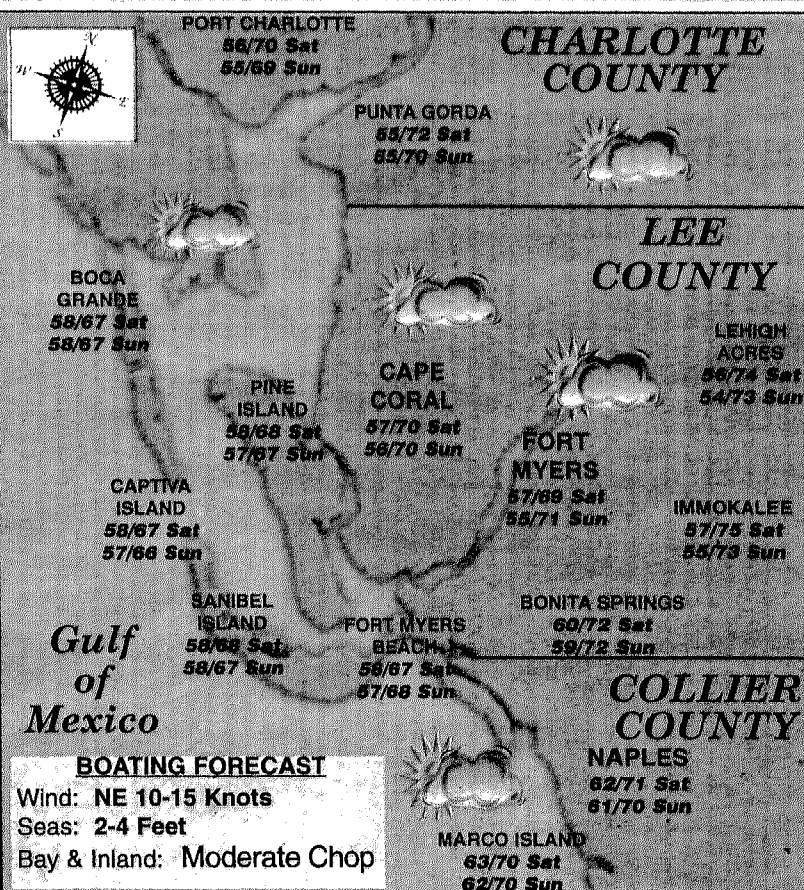 N
W
E
S
PORT CHARLOTTE
56/70 Sat
55/69 Sun
CHARLOTTE
COUNTY
PUNTA GORDA
55/72 Sat
55/70 Sun
LEE
COUNTY
BOCA
GRANDE
58/67 Sat
58/67 Sun
LEHIGH
ACRES
56/74 Sat
54/73 Sun
PINE
ISLAND
58/68 Sat
57/67 Sun
CAPE
CORAL
57/70 Sat
56/70 Sun
FORT
MYERS
57/69 Sat
55/71 Sun
CAPTIVA
ISLAND
58/67 Sat
57/66 Sun
IMMOKALEE
57/75 Sat
55/73 Sun
SANIBEL
ISLAND
58/68 Sat
58/67 Sun
FORT MYERS
BEACH
58/67 Sat
57/68 Sun
BONITA SPRINGS
60/72 Sat
59/72 Sun
Gulf
of
Mexico
COLLIER
COUNTY
NAPLES
62/71 Sat
61/70 Sun
MARCO ISLAND
63/70 Sat
62/70 Sun
BOATING FORECAST
Wind: NE 10-15 Knots
Seas: 2-4 Feet
Bay & Inland: Moderate Chop